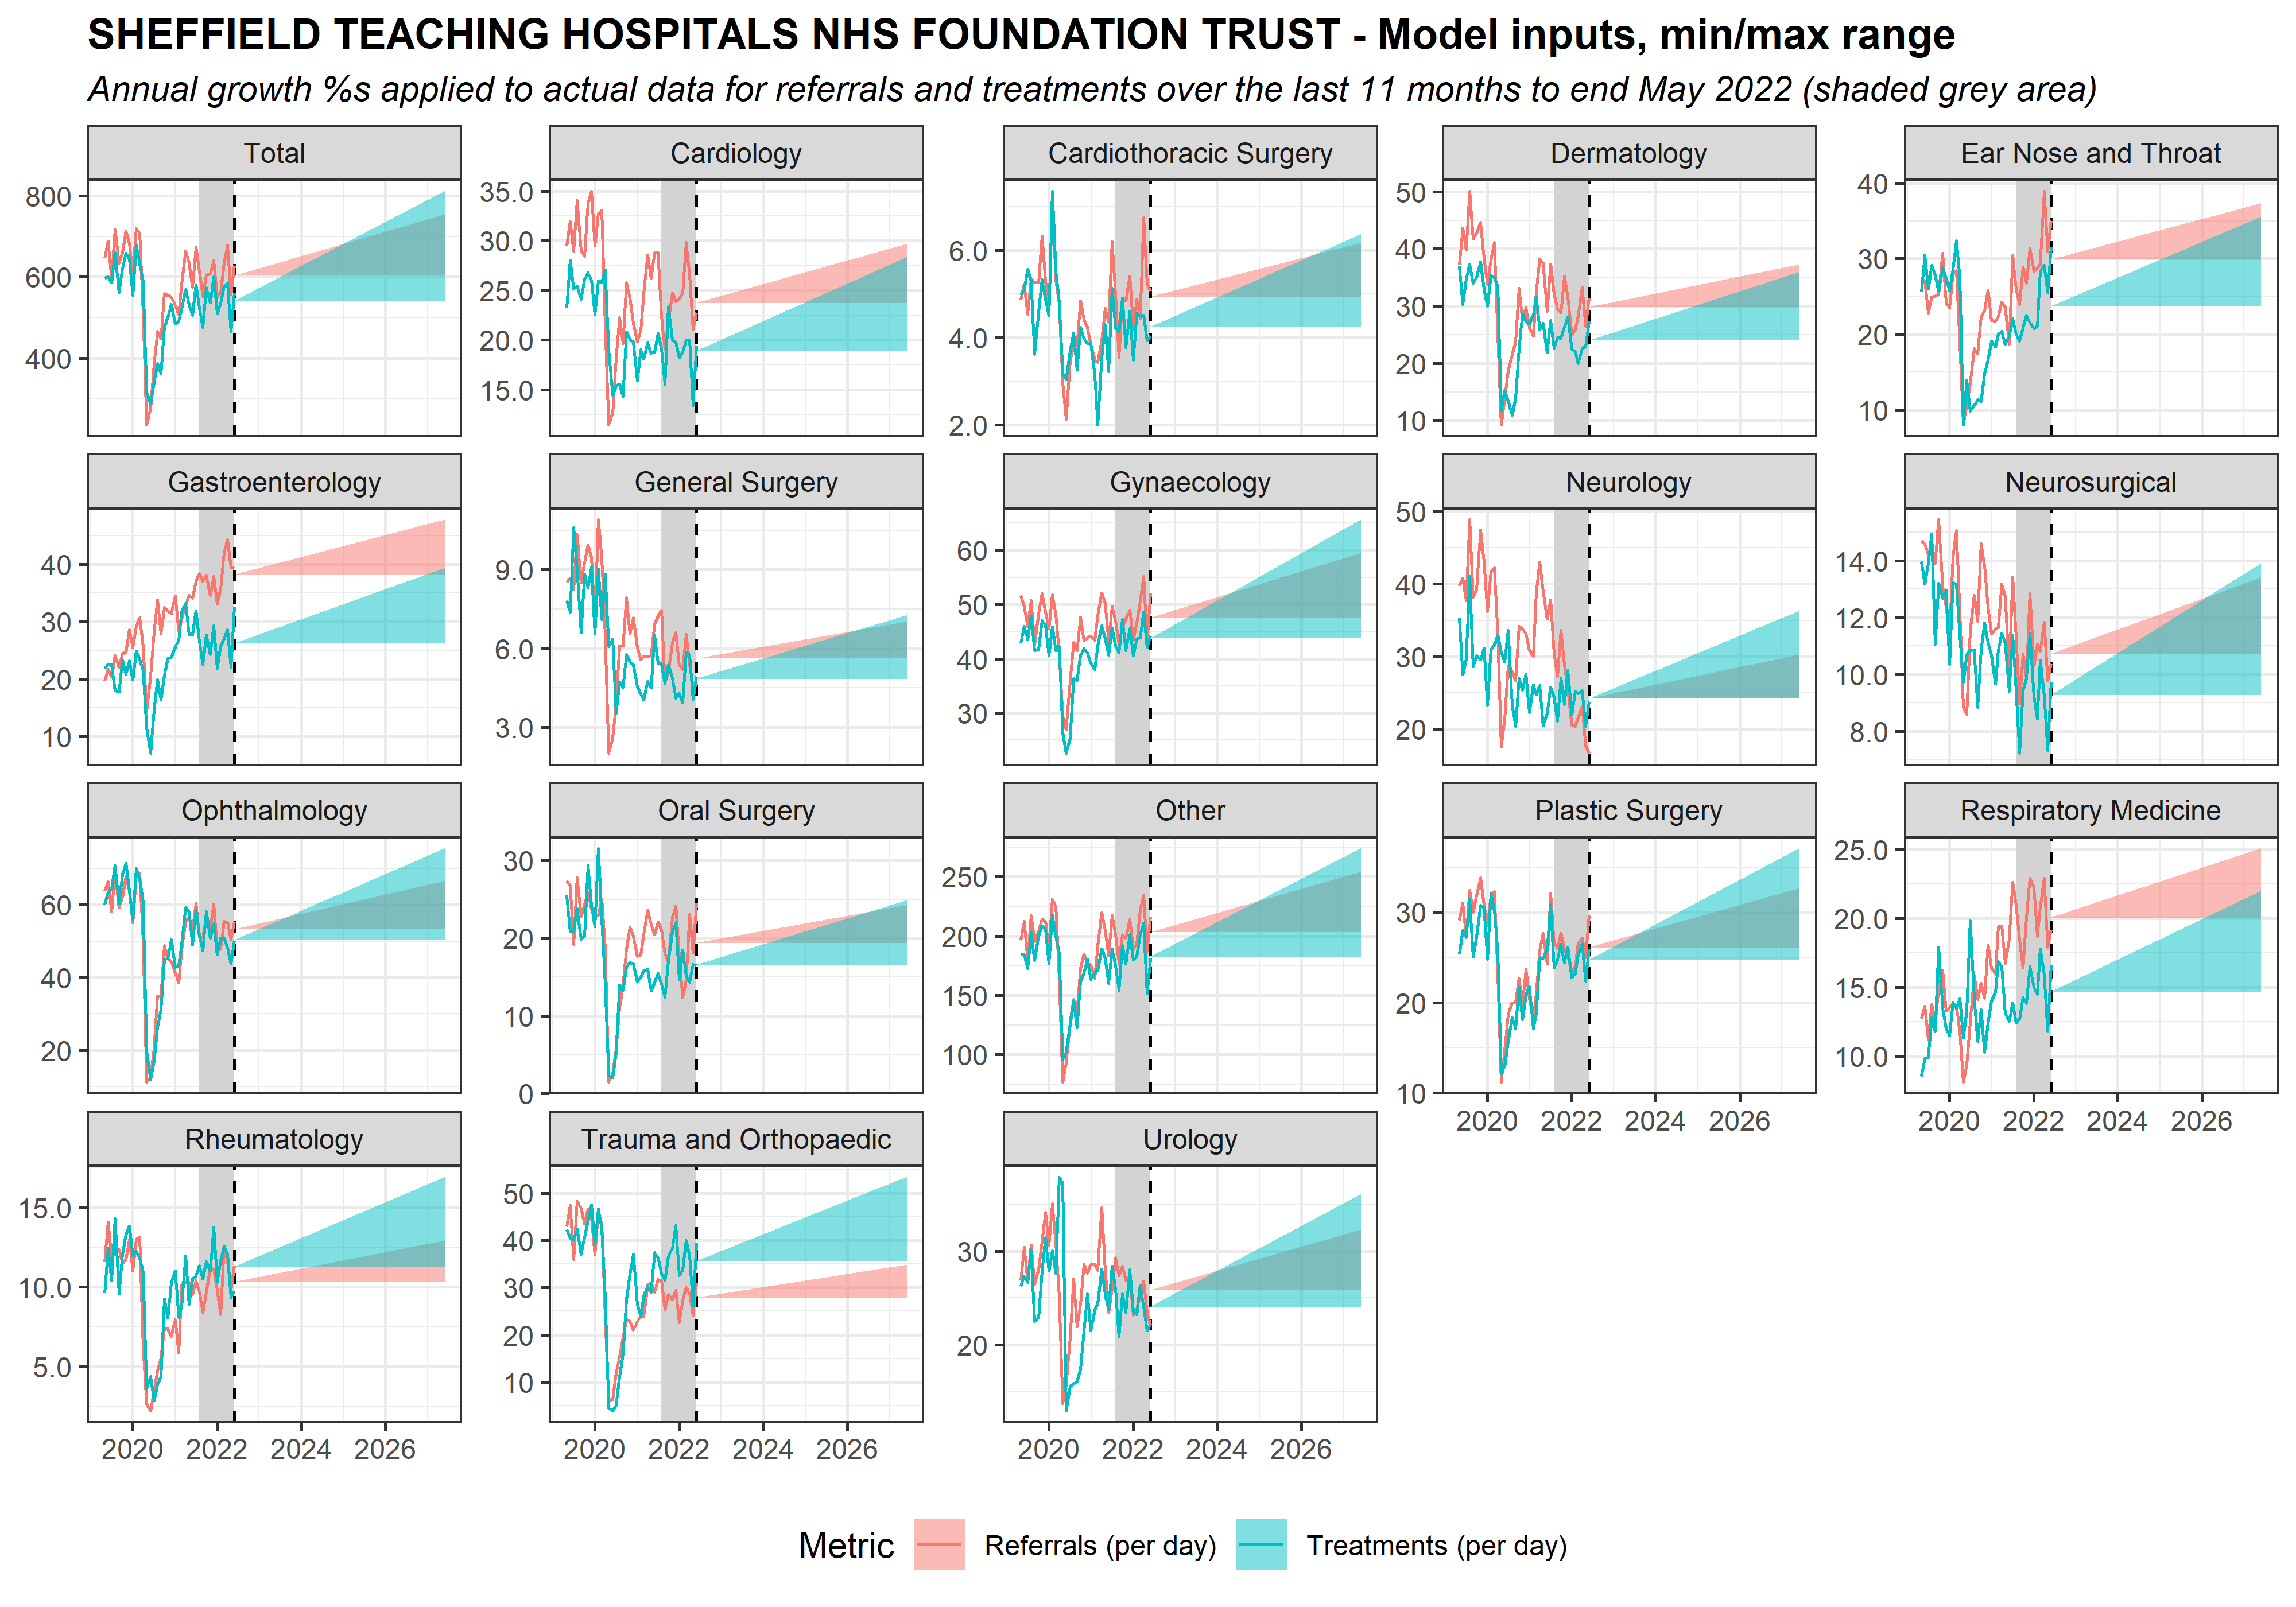 SHEFFIELD TEACHING HOSPITALS NHS FOUNDATION TRUST - Model inputs, min/max range
Annual growth %s applied to actual data for referrals and treatments over the last 11 months to end May 2022 (shaded grey area)
Total
800
600
400
Cardiology
35.0
30.0
25.0
20.0
15.0
Cardiothoracic Surgery
6.0
4.0
2.0
Dermatology
50
40
30
20
10
Ear Nose and Throat
40
30
20
10
Gastroenterology
40
30
20
10
General Surgery
9.0
6.0
3.0
Gynaecology
60
50
40
30
Neurology
50
40
30
20
Neurosurgical
14.0
12.0
10.0
8.0
Ophthalmology
60
40
20
Oral Surgery
30
20
10
0
Other
250
200
150
100
Plastic Surgery
30
20
10
2020 2022 2024 2026
Respiratory Medicine
25.0
20.0
15.0
10.0
2020 2022 2024 2026
Rheumatology
15.0
10.0
5.0
2020 2022 2024 2026
Trauma and Orthopaedic
50
40
30
20
10
2020 2022 2024 2026
Urology
30
20
2020 2022 2024 2026
Metric Referrals (per day) Treatments (per day)